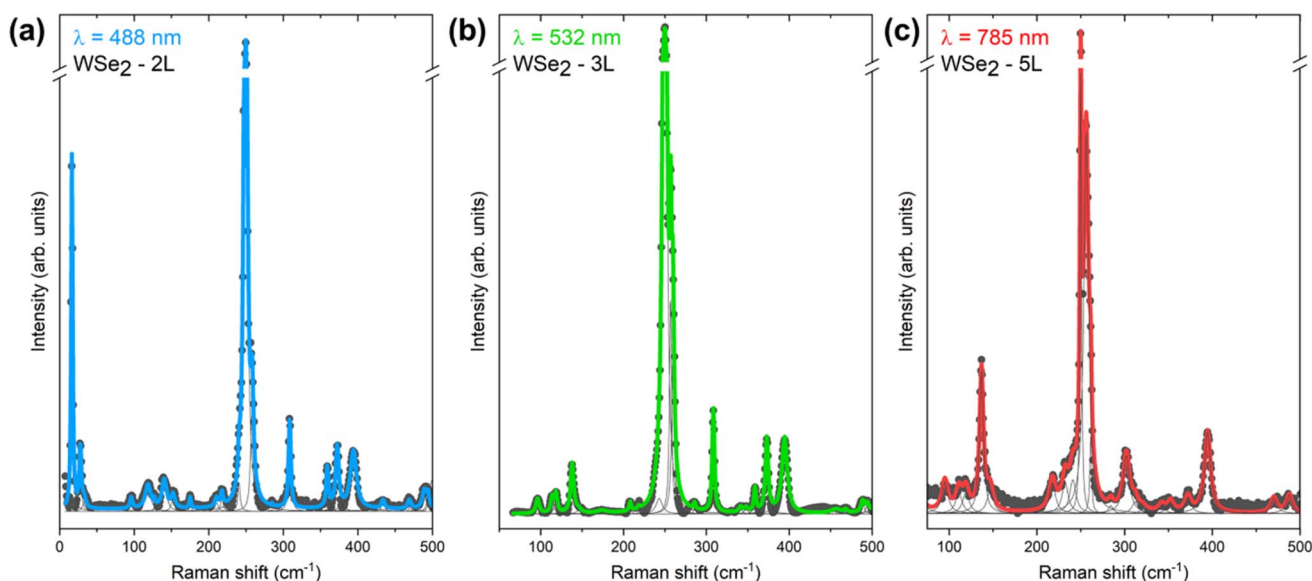 (a)
λ = 488 nm
WSe₂ - 2L
Intensity (arb. units)
0 100 200 300 400 500
Raman shift (cm⁻¹)
(b)
λ = 532 nm
WSe₂ - 3L
Intensity (arb. units)
100 200 300 400 500
Raman shift (cm⁻¹)
(c)
λ = 785 nm
WSe₂ - 5L
Intensity (arb. units)
100 200 300 400 500
Raman shift (cm⁻¹)